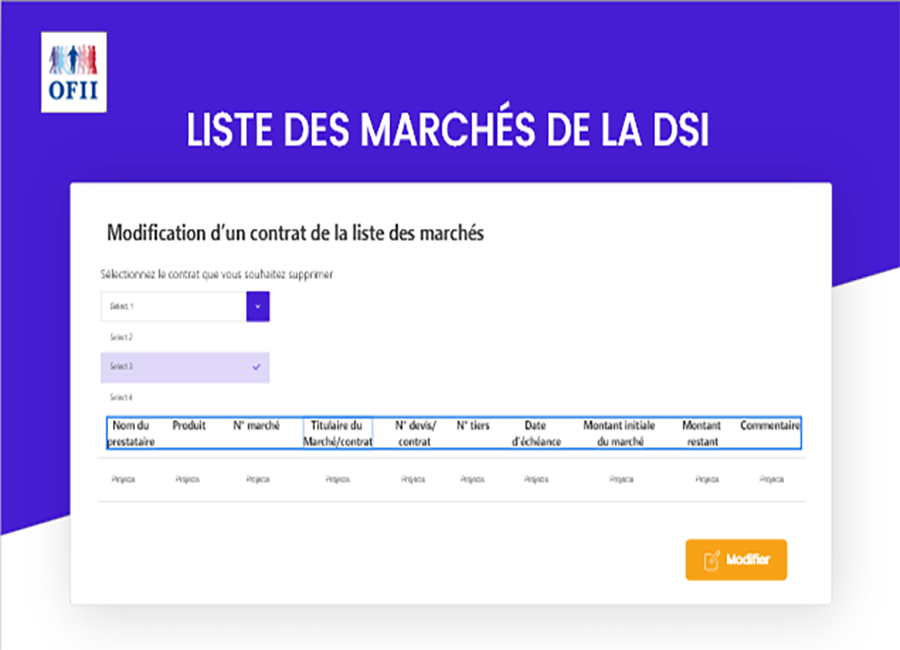 OFII
LISTE DES MARCHÉS DE LA DSI
Modification d'un contrat de la liste des marchés
Sélectionnez le contrat que vous souhaitez supprimer
Select 1
Select 2
Select 3
Select 4
Nom du Produit N° marché Titulaire du N° devis/ N° tiers Date Montant initiale Montant Commentaire
prestataire Marché/contrat contrat d'échéance du marché restant
Projects Projects Projects Projects Projects Projects Projects Projects Projects Projects
Modifier